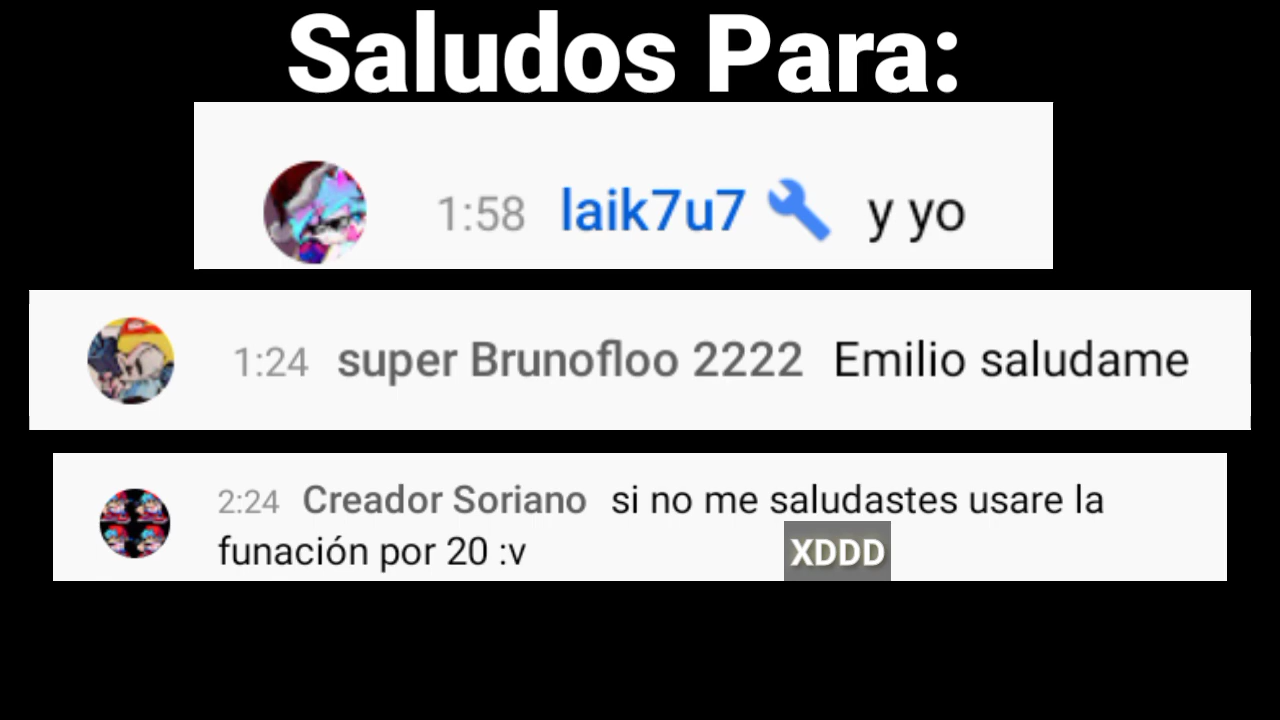 Saludos Para:
1:58 laik7u7 y yo
1:24 super Brunofloo 2222 Emilio saludame
2:24 Creador Soriano si no me saludastes usare la
funación por 20 :v XDDD